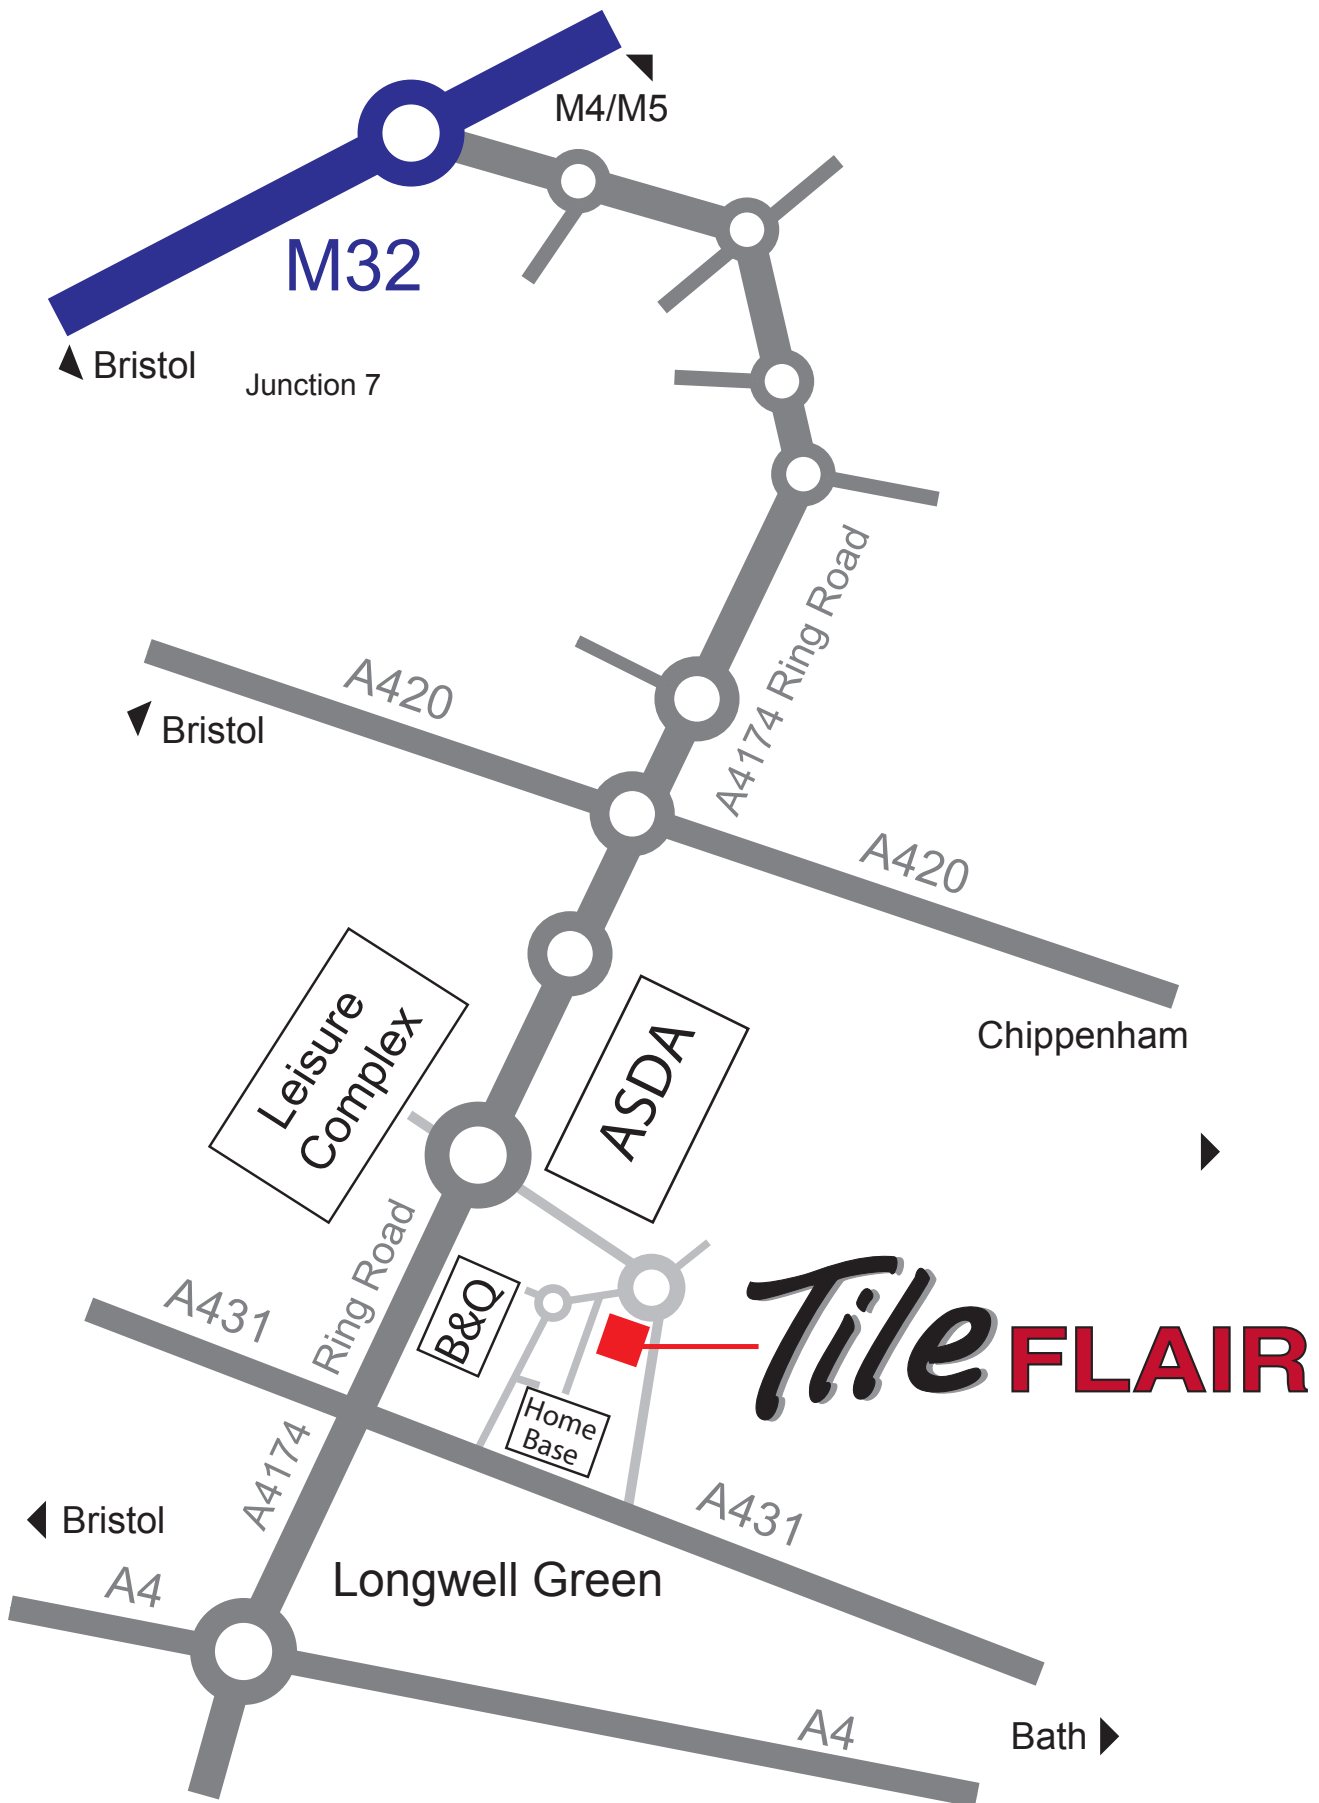 M4/M5
M32
Bristol
Junction 7
A4174 Ring Road
A420
Bristol
A420
Chippenham
Leisure
Complex
ASDA
A4174 Ring Road
A431
B&Q
Tile FLAIR
Home
Base
A431
Bristol
Longwell Green
A4
A4
Bath